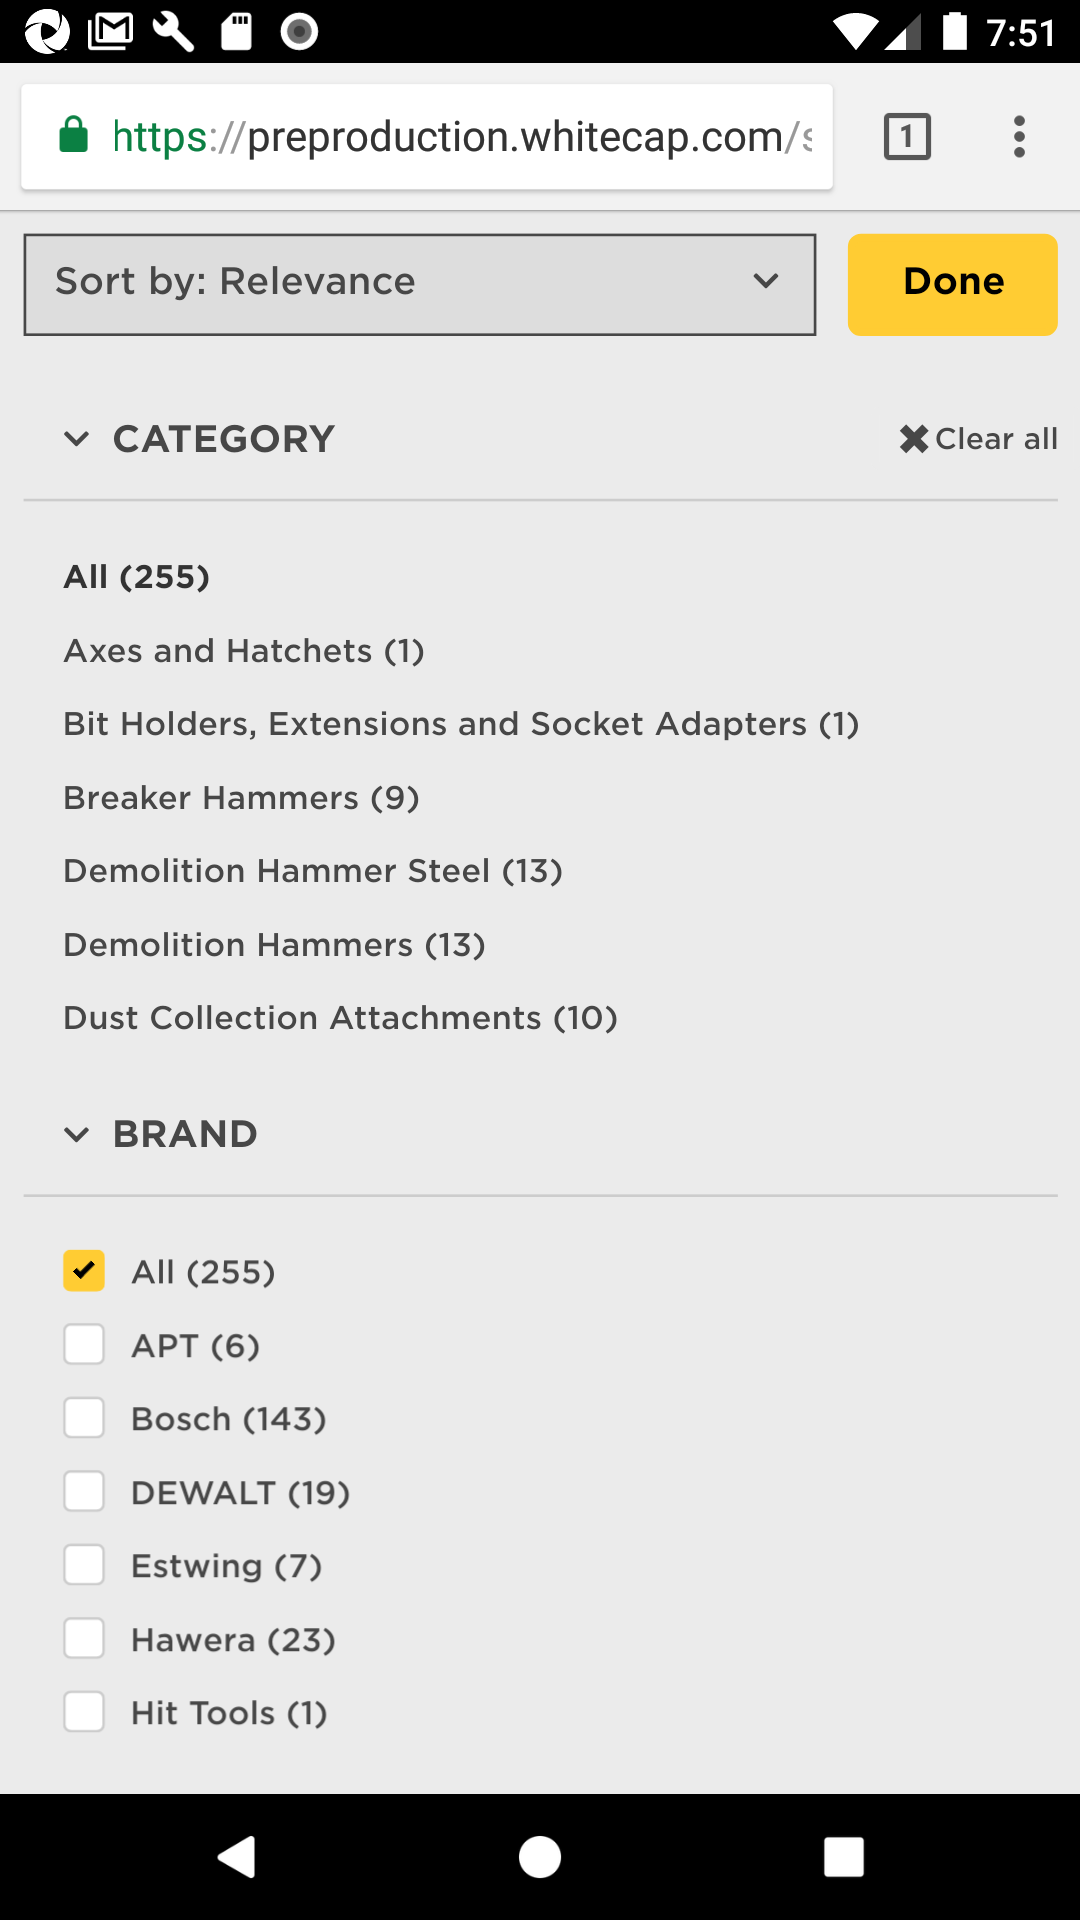 7:51
https://preproduction.whitecap.com/s
1
Sort by: Relevance
Done
CATEGORY
Clear all
All (255)
Axes and Hatchets (1)
Bit Holders, Extensions and Socket Adapters (1)
Breaker Hammers (9)
Demolition Hammer Steel (13)
Demolition Hammers (13)
Dust Collection Attachments (10)
BRAND
All (255)
APT (6)
Bosch (143)
DEWALT (19)
Estwing (7)
Hawera (23)
Hit Tools (1)